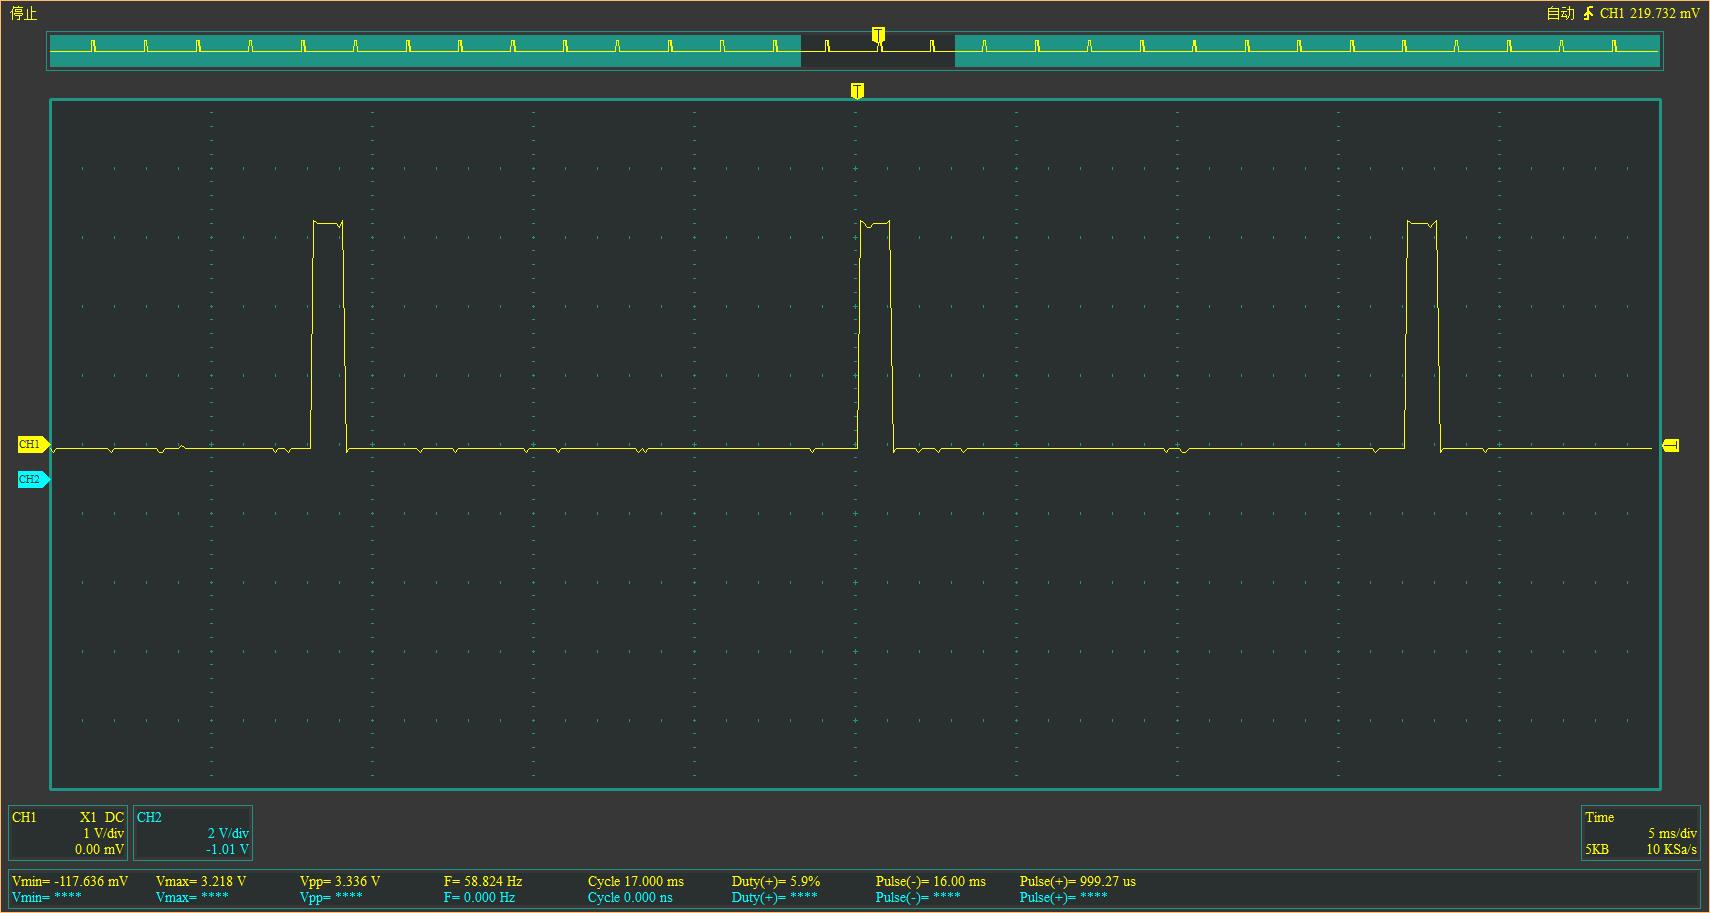 停止
自动 CH1 219.732 mV
T
T
CH1
CH2
CH1 X1 DC
1 V/div
0.00 mV
CH2
2 V/div
-1.01 V
Time
5 ms/div
5KB 10 KSa/s
Vmin= -117.636 mV Vmax= 3.218 V Vpp= 3.336 V F= 58.824 Hz Cycle 17.000 ms Duty(+)= 5.9% Pulse(-)= 16.00 ms Pulse(+)= 999.27 us
Vmin= **** Vmax= **** Vpp= **** F= 0.000 Hz Cycle 0.000 ns Duty(+)= **** Pulse(-)= **** Pulse(+)= ****